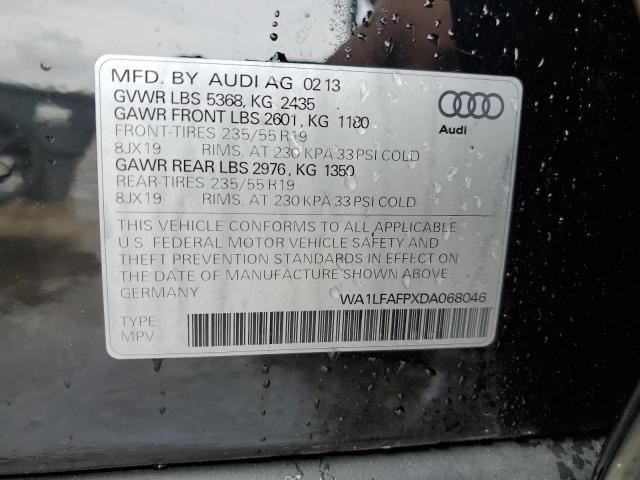 MFD. BY AUDI AG 02 13
GVWR LBS 5368, KG 2435
GAWR FRONT LBS 2601, KG 1180
FRONT-TIRES 235/55 R19
8JX19 RIMS, AT 230 KPA 33 PSI COLD
GAWR REAR LBS 2976, KG 1350
REAR-TIRES 235/55 R19
8JX19 RIMS, AT 230 KPA 33 PSI COLD
Audi
THIS VEHICLE CONFORMS TO ALL APPLICABLE
U.S. FEDERAL MOTOR VEHICLE SAFETY AND
THEFT PREVENTION STANDARDS IN EFFECT ON
THE DATE OF MANUFACTURE SHOWN ABOVE.
GERMANY
WA1LFAFPXDA068046
TYPE
MPV